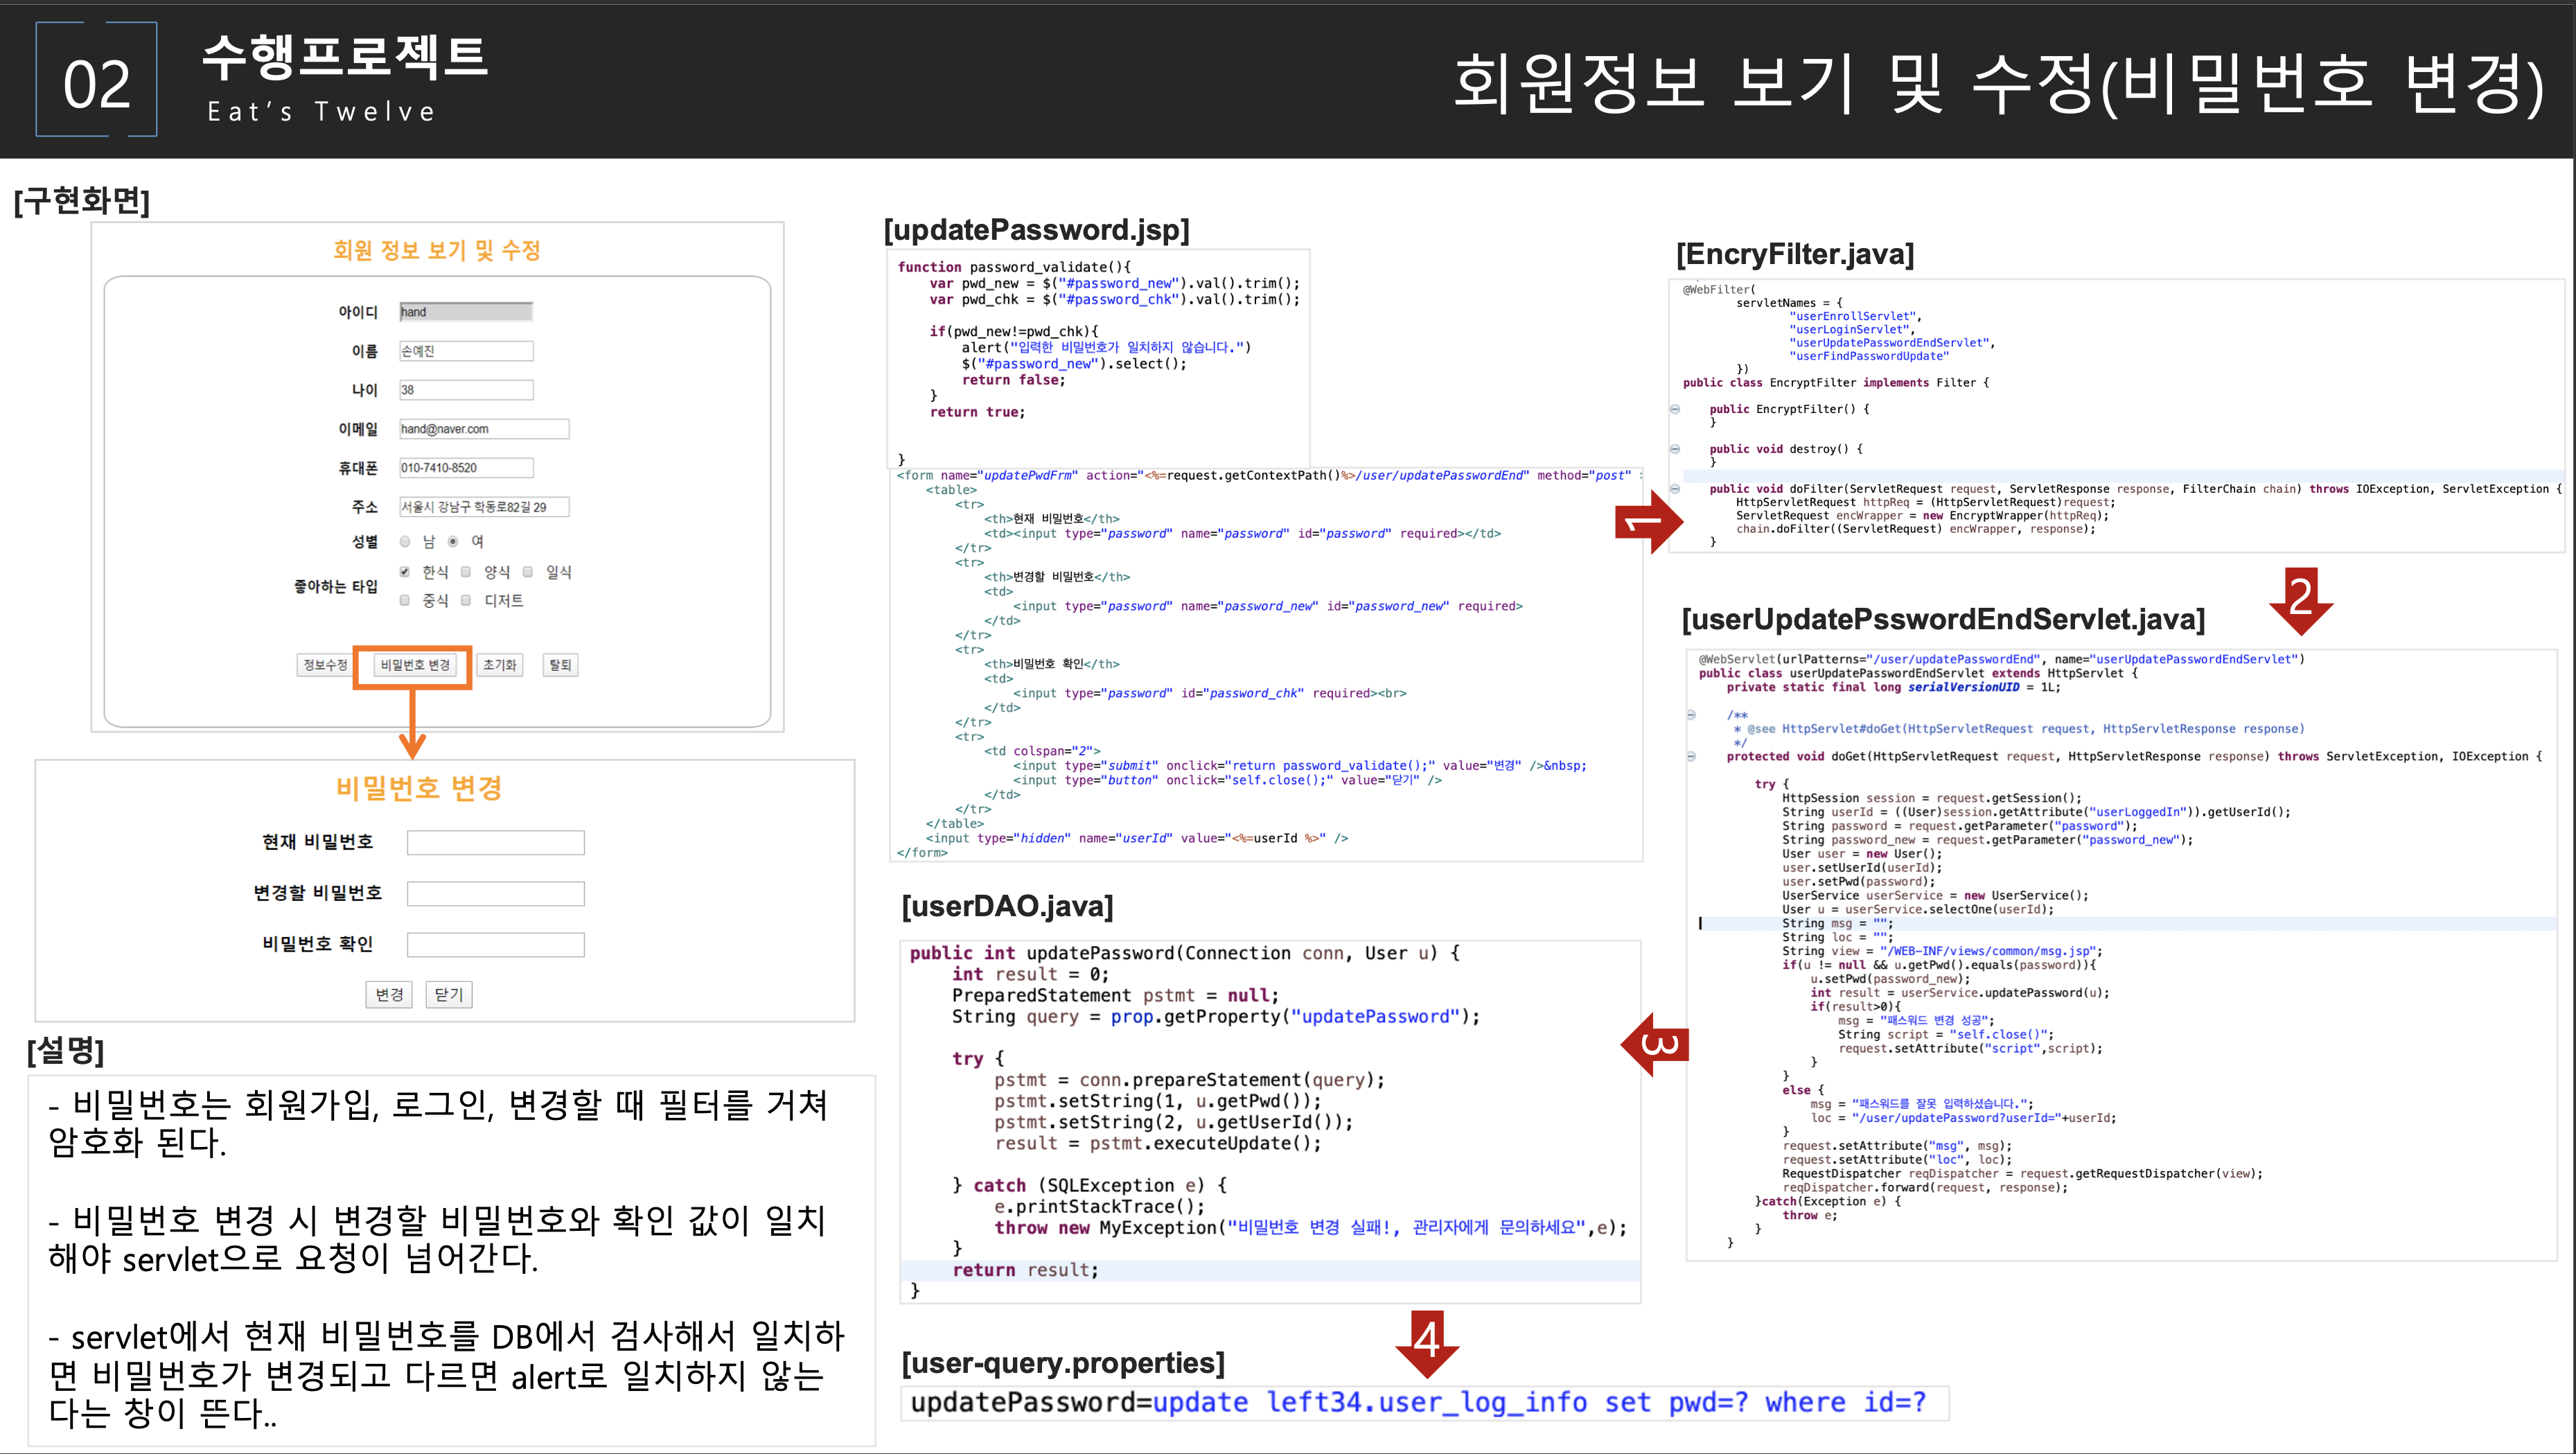 02
수행프로젝트
Eat's Twelve
회원정보 보기 및 수정(비밀번호 변경)
[구현화면]
회원 정보 보기 및 수정
아이디 hand
이름 손예진
나이 38
이메일 hand@naver.com
휴대폰 010-7410-8520
주소 서울시 강남구 학동로82길 29
성별 남 여
좋아하는 타입 한식 양식 일식
중식 디저트
정보수정 비밀번호 변경 초기화 탈퇴
비밀번호 변경
현재 비밀번호
변경할 비밀번호
비밀번호 확인
변경 닫기
[설명]
- 비밀번호는 회원가입, 로그인, 변경할 때 필터를 거쳐
암호화 된다.
- 비밀번호 변경 시 변경할 비밀번호와 확인 값이 일치
해야 servlet으로 요청이 넘어간다.
- servlet에서 현재 비밀번호를 DB에서 검사해서 일치하
면 비밀번호가 변경되고 다르면 alert로 일치하지 않는
다는 창이 뜬다..
[updatePassword.jsp]
function password_validate(){
var pwd_new = $("#password_new").val().trim();
var pwd_chk = $("#password_chk").val().trim();
if(pwd_new!=pwd_chk){
alert("입력한 비밀번호가 일치하지 않습니다.")
$("#password_new").select();
return false;
}
return true;
}
<form name="updatePwdFrm" action="<%=request.getContextPath()%>/user/updatePasswordEnd" method="post"
<table>
<tr>
<th>현재 비밀번호</th>
<td><input type="password" name="password" id="password" required></td>
</tr>
<tr>
<th>변경할 비밀번호</th>
<td>
<input type="password" name="password_new" id="password_new" required>
</td>
</tr>
<tr>
<th>비밀번호 확인</th>
<td>
<input type="password" id="password_chk" required><br>
</td>
</tr>
<tr>
<td colspan="2">
<input type="submit" onclick="return password_validate();" value="변경" />&nbsp;
<input type="button" onclick="self.close();" value="닫기" />
</td>
</tr>
</table>
<input type="hidden" name="userId" value="<%=userId %>" />
</form>
1
[EncryFilter.java]
@WebFilter(
servletNames = {
"userEnrollServlet",
"userLoginServlet",
"userUpdatePasswordEndServlet",
"userFindPasswordUpdate"
})
public class EncryptFilter implements Filter {
public EncryptFilter() {
}
public void destroy() {
}
public void doFilter(ServletRequest request, ServletResponse response, FilterChain chain) throws IOException, ServletException {
HttpServletRequest httpReq = (HttpServletRequest)request;
ServletRequest encWrapper = new EncryptWrapper(httpReq);
chain.doFilter((ServletRequest) encWrapper, response);
}
2
[userUpdatePsswordEndServlet.java]
@WebServlet(urlPatterns="/user/updatePasswordEnd", name="userUpdatePasswordEndServlet")
public class userUpdatePasswordEndServlet extends HttpServlet {
private static final long serialVersionUID = 1L;
/**
* @see HttpServlet#doGet(HttpServletRequest request, HttpServletResponse response)
*/
protected void doGet(HttpServletRequest request, HttpServletResponse response) throws ServletException, IOException {
try {
HttpSession session = request.getSession();
String userId = ((User)session.getAttribute("userLoggedIn")).getUserId();
String password = request.getParameter("password");
String password_new = request.getParameter("password_new");
User user = new User();
user.setUserId(userId);
user.setPwd(password);
UserService userService = new UserService();
User u = userService.selectOne(userId);
String msg = "";
String loc = "";
String view = "/WEB-INF/views/common/msg.jsp";
if(u != null && u.getPwd().equals(password)){
u.setPwd(password_new);
int result = userService.updatePassword(u);
if(result>0){
msg = "패스워드 변경 성공";
String script = "self.close()";
request.setAttribute("script",script);
}
}
else {
msg = "패스워드를 잘못 입력하셨습니다.";
loc = "/user/updatePassword?userId="+userId;
}
request.setAttribute("msg", msg);
request.setAttribute("loc", loc);
RequestDispatcher reqDispatcher = request.getRequestDispatcher(view);
reqDispatcher.forward(request, response);
}catch(Exception e) {
throw e;
}
}
3
[userDAO.java]
public int updatePassword(Connection conn, User u) {
int result = 0;
PreparedStatement pstmt = null;
String query = prop.getProperty("updatePassword");
try {
pstmt = conn.prepareStatement(query);
pstmt.setString(1, u.getPwd());
pstmt.setString(2, u.getUserId());
result = pstmt.executeUpdate();
} catch (SQLException e) {
e.printStackTrace();
throw new MyException("비밀번호 변경 실패!, 관리자에게 문의하세요",e);
}
return result;
}
4
[user-query.properties]
updatePassword=update left34.user_log_info set pwd=? where id=?